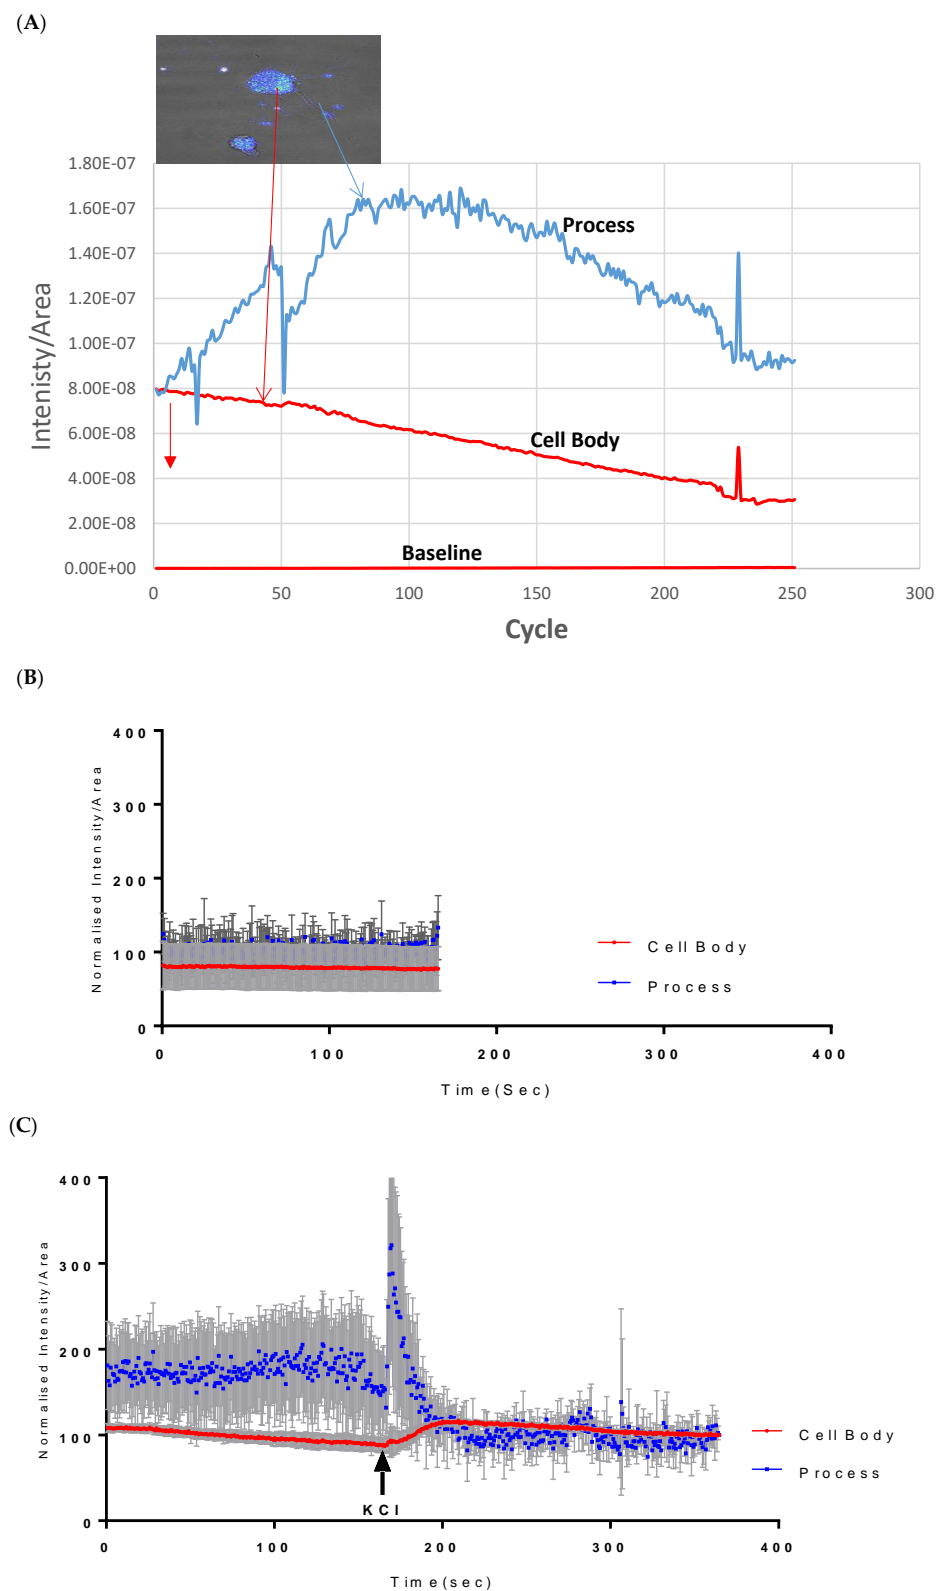 (A)
1.80E-07
1.60E-07
1.40E-07
1.20E-07
1.00E-07
8.00E-08
6.00E-08
4.00E-08
2.00E-08
0.00E+00
Intenisty/Area
Process
Cell Body
Baseline
0 50 100 150 200 250 300
Cycle
(B)
400
300
200
100
0
Normalised Intensity/Area
Cell Body
Process
0 100 200 300 400
Time(Sec)
(C)
400
300
200
100
0
Normalised Intensity/Area
KCl
Cell Body
Process
0 100 200 300 400
Time(sec)